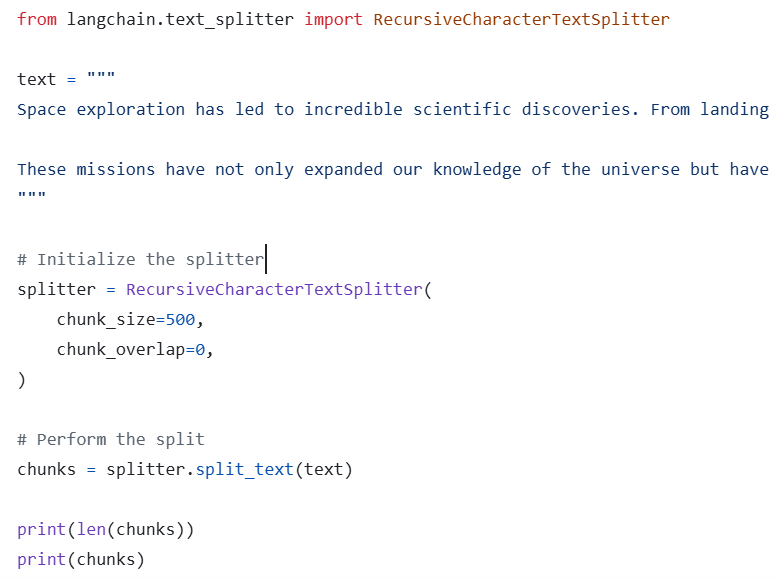 from langchain.text_splitter import RecursiveCharacterTextSplitter
text = """
Space exploration has led to incredible scientific discoveries. From landing
These missions have not only expanded our knowledge of the universe but have
"""
# Initialize the splitter
splitter = RecursiveCharacterTextSplitter(
    chunk_size=500,
    chunk_overlap=0,
)
# Perform the split
chunks = splitter.split_text(text)
print(len(chunks))
print(chunks)